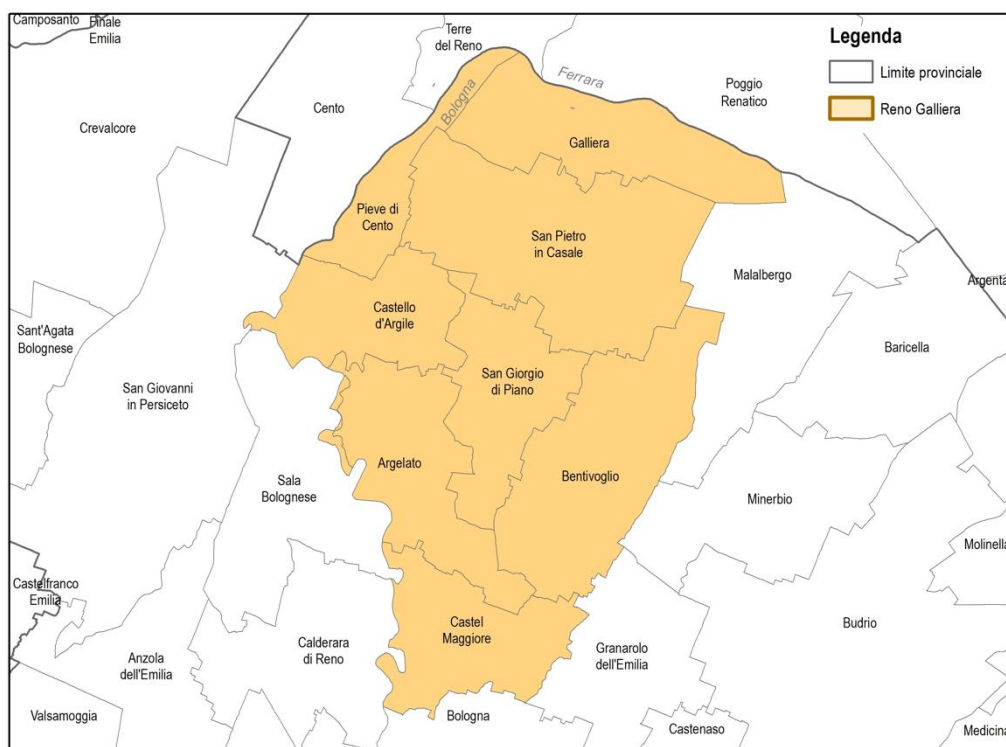 Camposanto
Finale
Emilia
Terre
del Reno
Legenda
Limite provinciale
Reno Galliera
Crevalcore
Cento
Bologna
Ferrara
Poggio
Renatico
Galliera
Pieve di
Cento
San Pietro
in Casale
Malalbergo
Argenta
Castello
d'Argile
Sant'Agata
Bolognese
San Giovanni
in Persiceto
San Giorgio
di Piano
Baricella
Sala
Bolognese
Argelato
Bentivoglio
Minerbio
Molinella
Castelfranco
Emilia
Anzola
dell'Emilia
Calderara
di Reno
Castel
Maggiore
Granarolo
dell'Emilia
Budrio
Valsamoggia
Bologna
Castenaso
Medicina